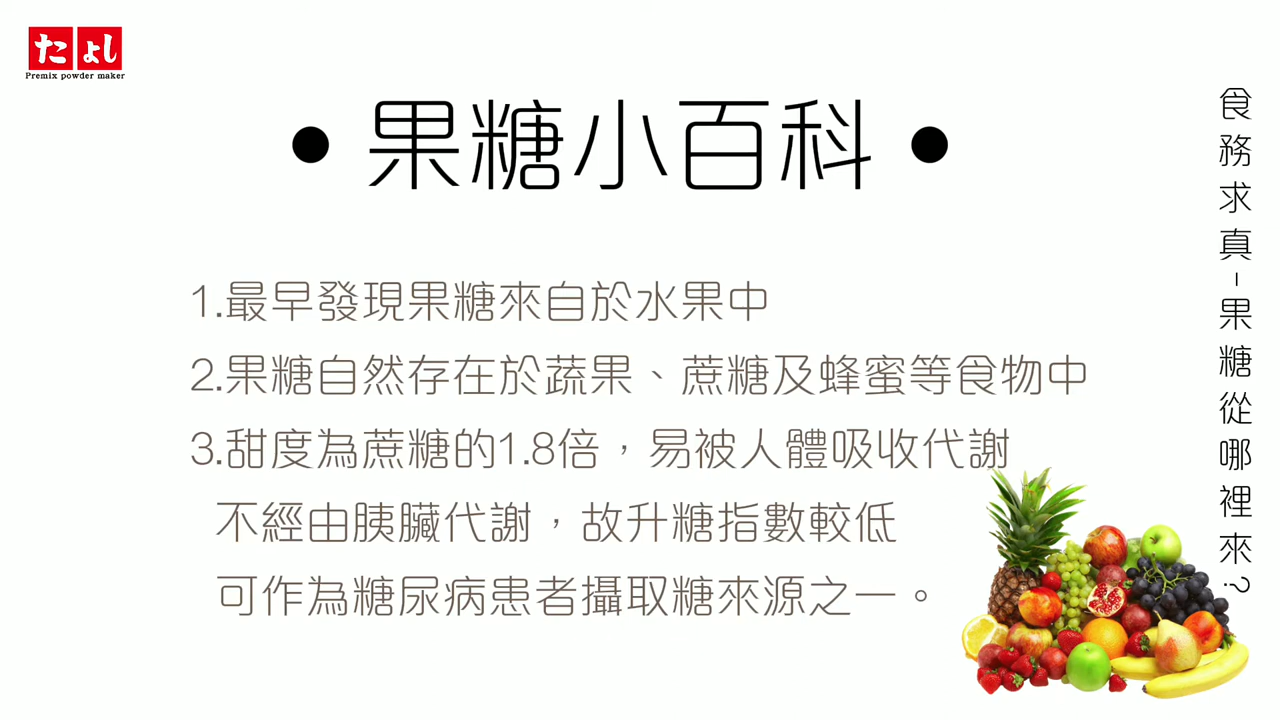 たよし
Premix powder maker
• 果糖小百科 •
1.最早發現果糖來自於水果中
2.果糖自然存在於蔬果、蔗糖及蜂蜜等食物中
3.甜度為蔗糖的1.8倍，易被人體吸收代謝
不經由胰臟代謝，故升糖指數較低
可作為糖尿病患者攝取糖來源之一。
食務求真-果糖從哪裡來?